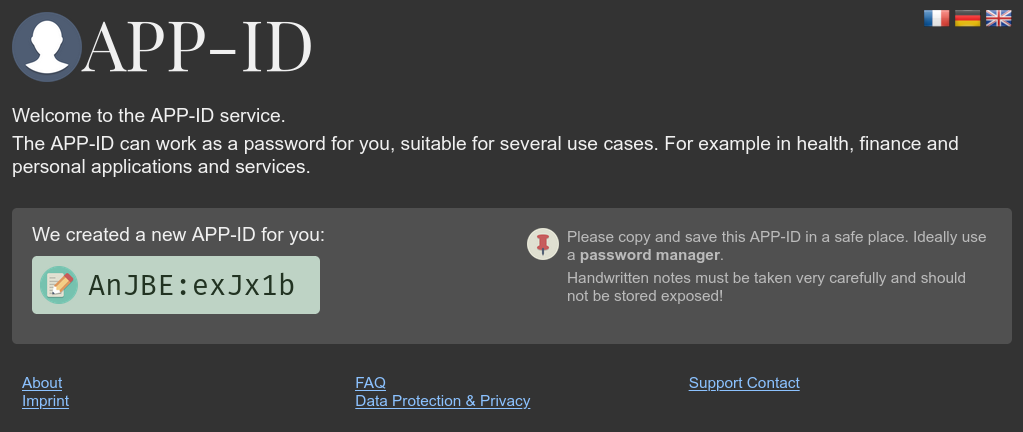 APP-ID
Welcome to the APP-ID service.
The APP-ID can work as a password for you, suitable for several use cases. For example in health, finance and
personal applications and services.
We created a new APP-ID for you:
AnJBE:exJx1b
Please copy and save this APP-ID in a safe place. Ideally use
a password manager.
Handwritten notes must be taken very carefully and should
not be stored exposed!
About
Imprint
FAQ
Data Protection & Privacy
Support Contact